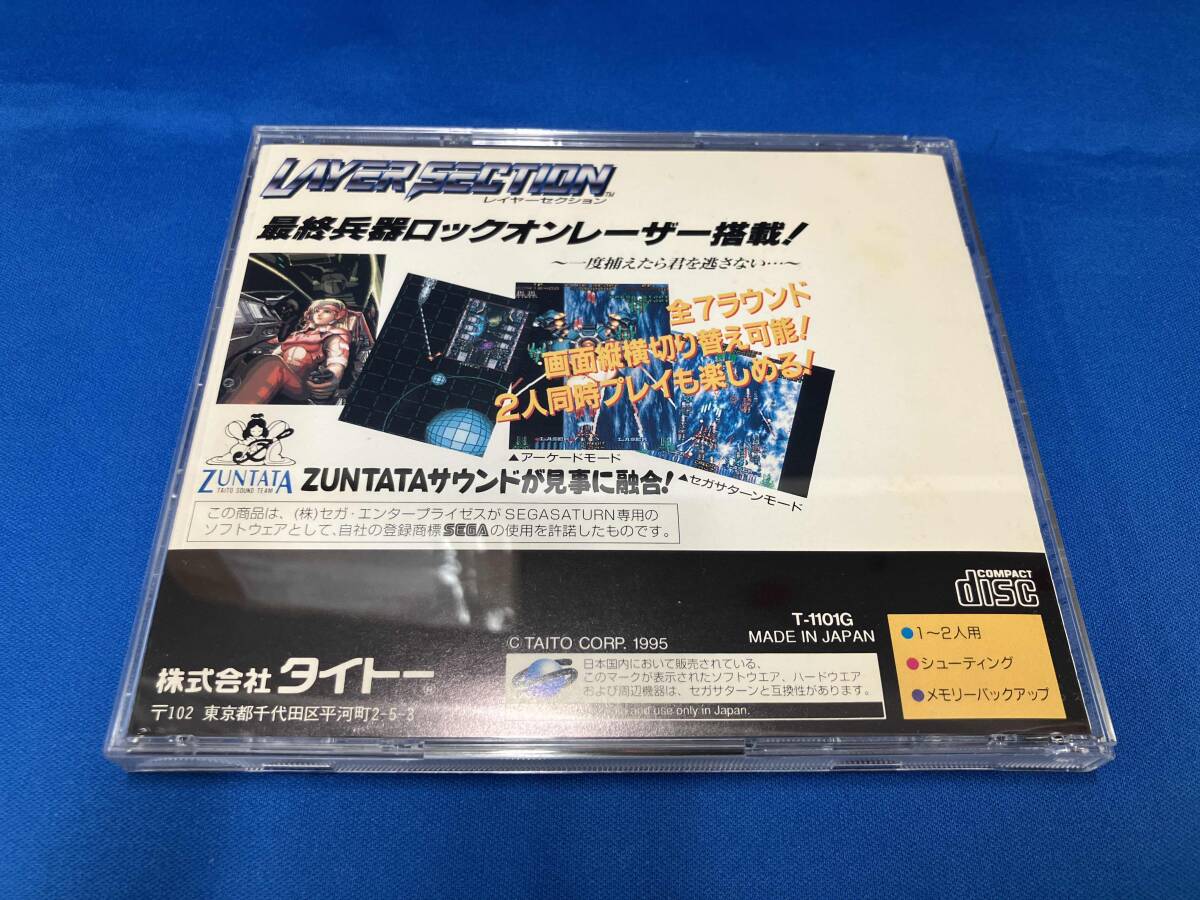 LAYER SECTION TM
レイヤーセクション
最終兵器ロックオンレーザー搭載!
～一度捕えたら君を逃さない…～
全7ラウンド
画面縦横切り替え可能!
2人同時プレイも楽しめる!
▲アーケードモード
▲セガサターンモード
ZUNTATA
TAITO SOUND TEAM
ZUNTATAサウンドが見事に融合!
この商品は、(株)セガ・エンタープライゼスがSEGASATURN専用の
ソフトウェアとして、自社の登録商標SEGAの使用を許諾したものです。
COMPACT
disc
T-1101G
MADE IN JAPAN
© TAITO CORP. 1995
株式会社 タイトー®
〒102 東京都千代田区平河町2-5-3
日本国内において販売されている、
このマークが表示されたソフトウエア、ハードウエア
および周辺機器は、セガサターンと互換性があります。
and use only in Japan.
●1～2人用
●シューティング
●メモリーバックアップ